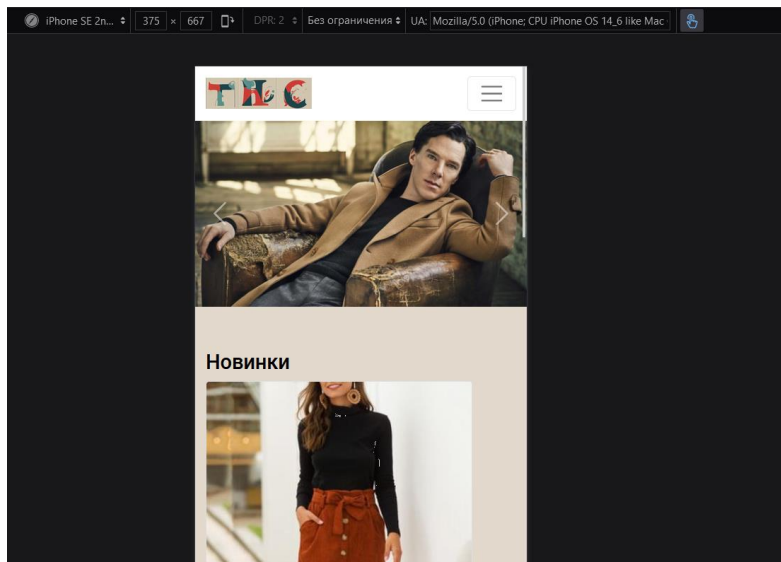 iPhone SE 2n... 375 × 667 DPR: 2 Без ограничения UA: Mozilla/5.0 (iPhone; CPU iPhone OS 14_6 like Mac
THC
Новинки